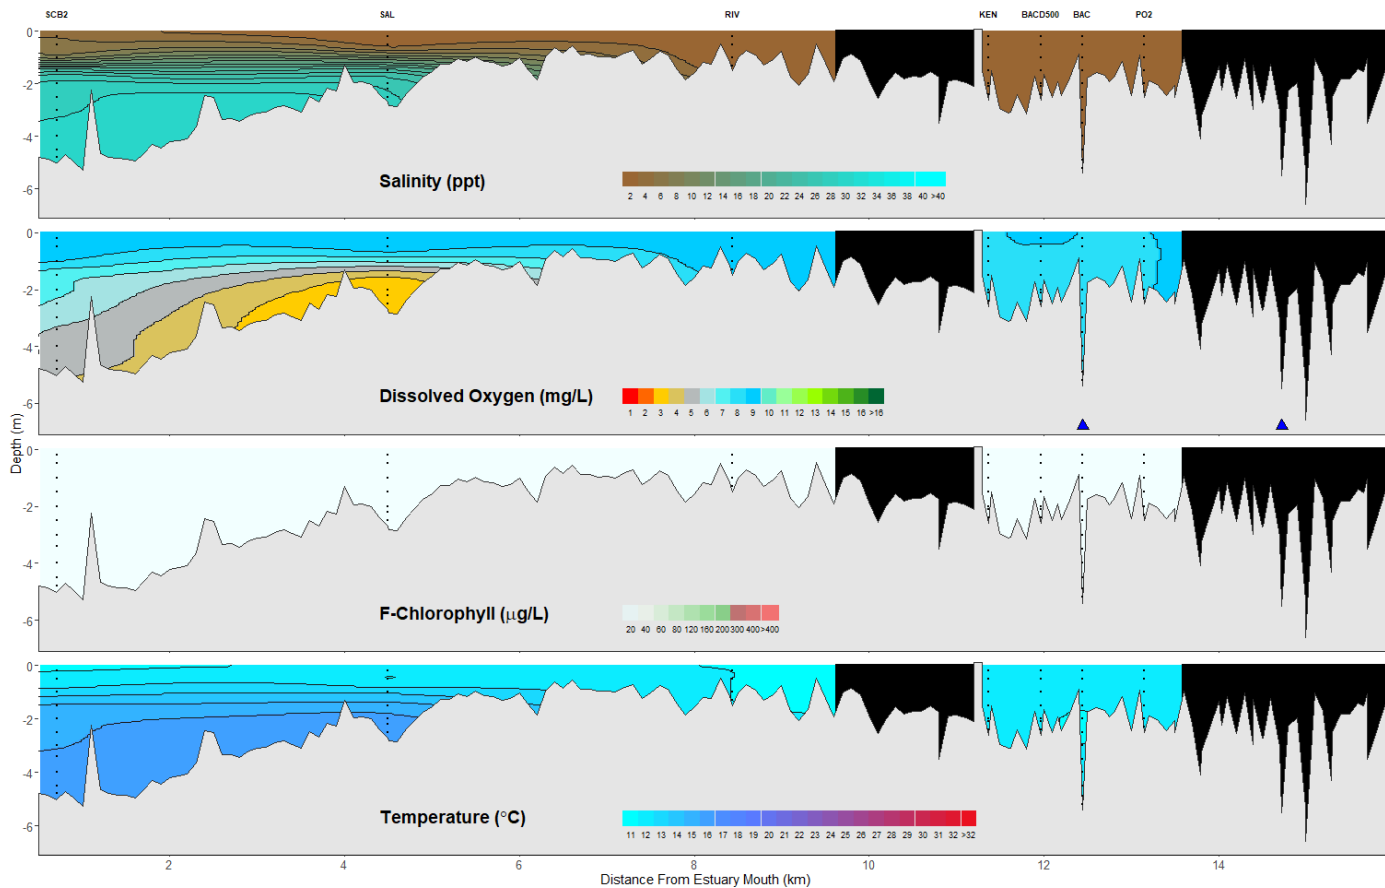 SCB2 SAL RIV KEN BACD500 BAC PO2
0
-2
-4
-6
Salinity (ppt)
2 4 6 8 10 12 14 16 18 20 22 24 26 28 30 32 34 36 38 40 >40
0
-2
-4
-6
Dissolved Oxygen (mg/L)
1 2 3 4 5 6 7 8 9 10 11 12 13 14 15 16 >16
Depth (m)
0
-2
-4
-6
F-Chlorophyll (μg/L)
20 40 60 80 120 160 200 300 400 >400
0
-2
-4
-6
Temperature (°C)
11 12 13 14 15 16 17 18 19 20 21 22 23 24 25 26 27 28 29 30 31 32 >32
2 4 6 8 10 12 14
Distance From Estuary Mouth (km)